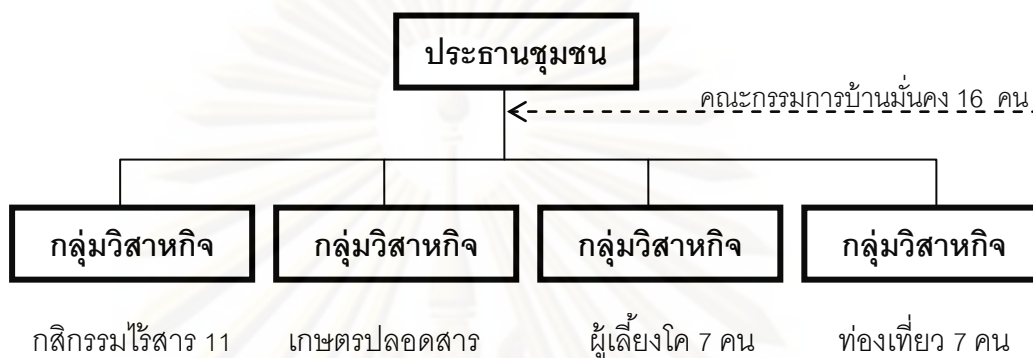 ประธานชุมชน
คณะกรรมการบ้านมั่นคง 16 คน
กลุ่มวิสาหกิจ กลุ่มวิสาหกิจ กลุ่มวิสาหกิจ กลุ่มวิสาหกิจ
กสิกรรมไร้สาร 11 เกษตรปลอดสาร ผู้เลี้ยงโค 7 คน ท่องเที่ยว 7 คน